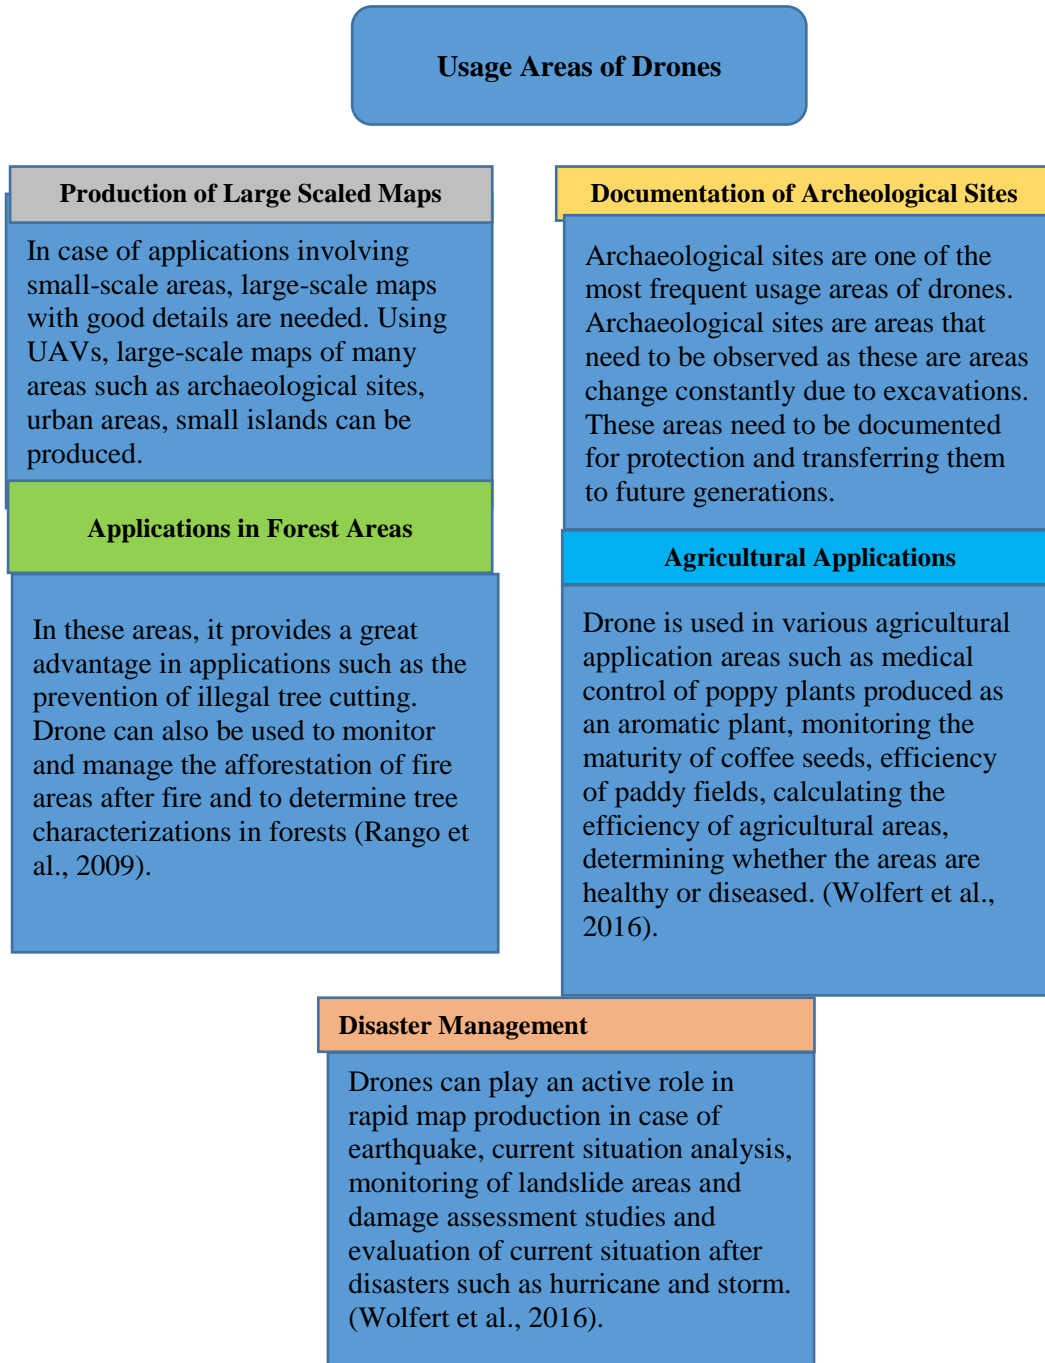 Usage Areas of Drones
Production of Large Scaled Maps
In case of applications involving
small-scale areas, large-scale maps
with good details are needed. Using
UAVs, large-scale maps of many
areas such as archaeological sites,
urban areas, small islands can be
produced.
Documentation of Archeological Sites
Archaeological sites are one of the
most frequent usage areas of drones.
Archaeological sites are areas that
need to be observed as these are areas
change constantly due to excavations.
These areas need to be documented
for protection and transferring them
to future generations.
Applications in Forest Areas
In these areas, it provides a great
advantage in applications such as the
prevention of illegal tree cutting.
Drone can also be used to monitor
and manage the afforestation of fire
areas after fire and to determine tree
characterizations in forests (Rango et
al., 2009).
Agricultural Applications
Drone is used in various agricultural
application areas such as medical
control of poppy plants produced as
an aromatic plant, monitoring the
maturity of coffee seeds, efficiency
of paddy fields, calculating the
efficiency of agricultural areas,
determining whether the areas are
healthy or diseased. (Wolfert et al.,
2016).
Disaster Management
Drones can play an active role in
rapid map production in case of
earthquake, current situation analysis,
monitoring of landslide areas and
damage assessment studies and
evaluation of current situation after
disasters such as hurricane and storm.
(Wolfert et al., 2016).